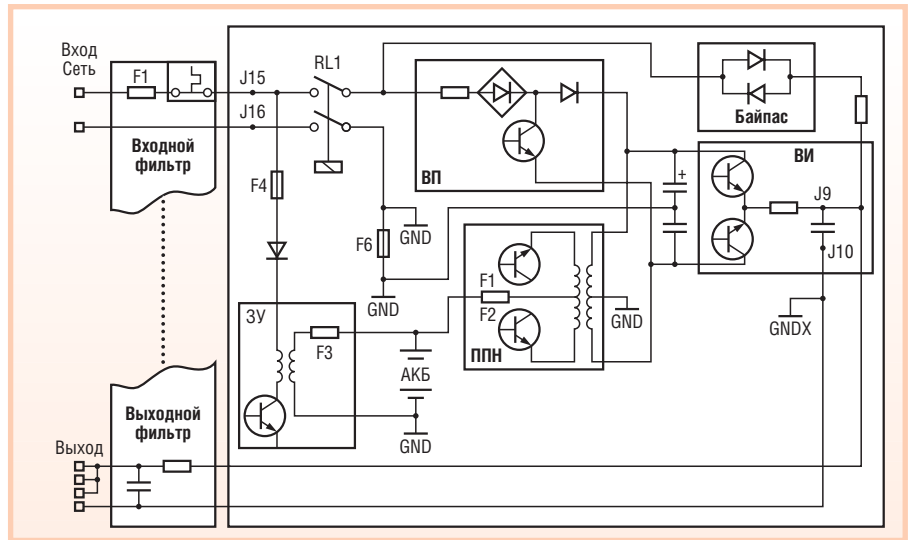 Вход
Сеть
F1
J15
RL1
J16
Входной
фильтр
ВП
Байпас
ВИ
F4
F6
GND
GND
+
J9
J10
F1
F2
GND
GNDX
ППН
ЗУ
F3
АКБ
GND
Выходной
фильтр
Выход